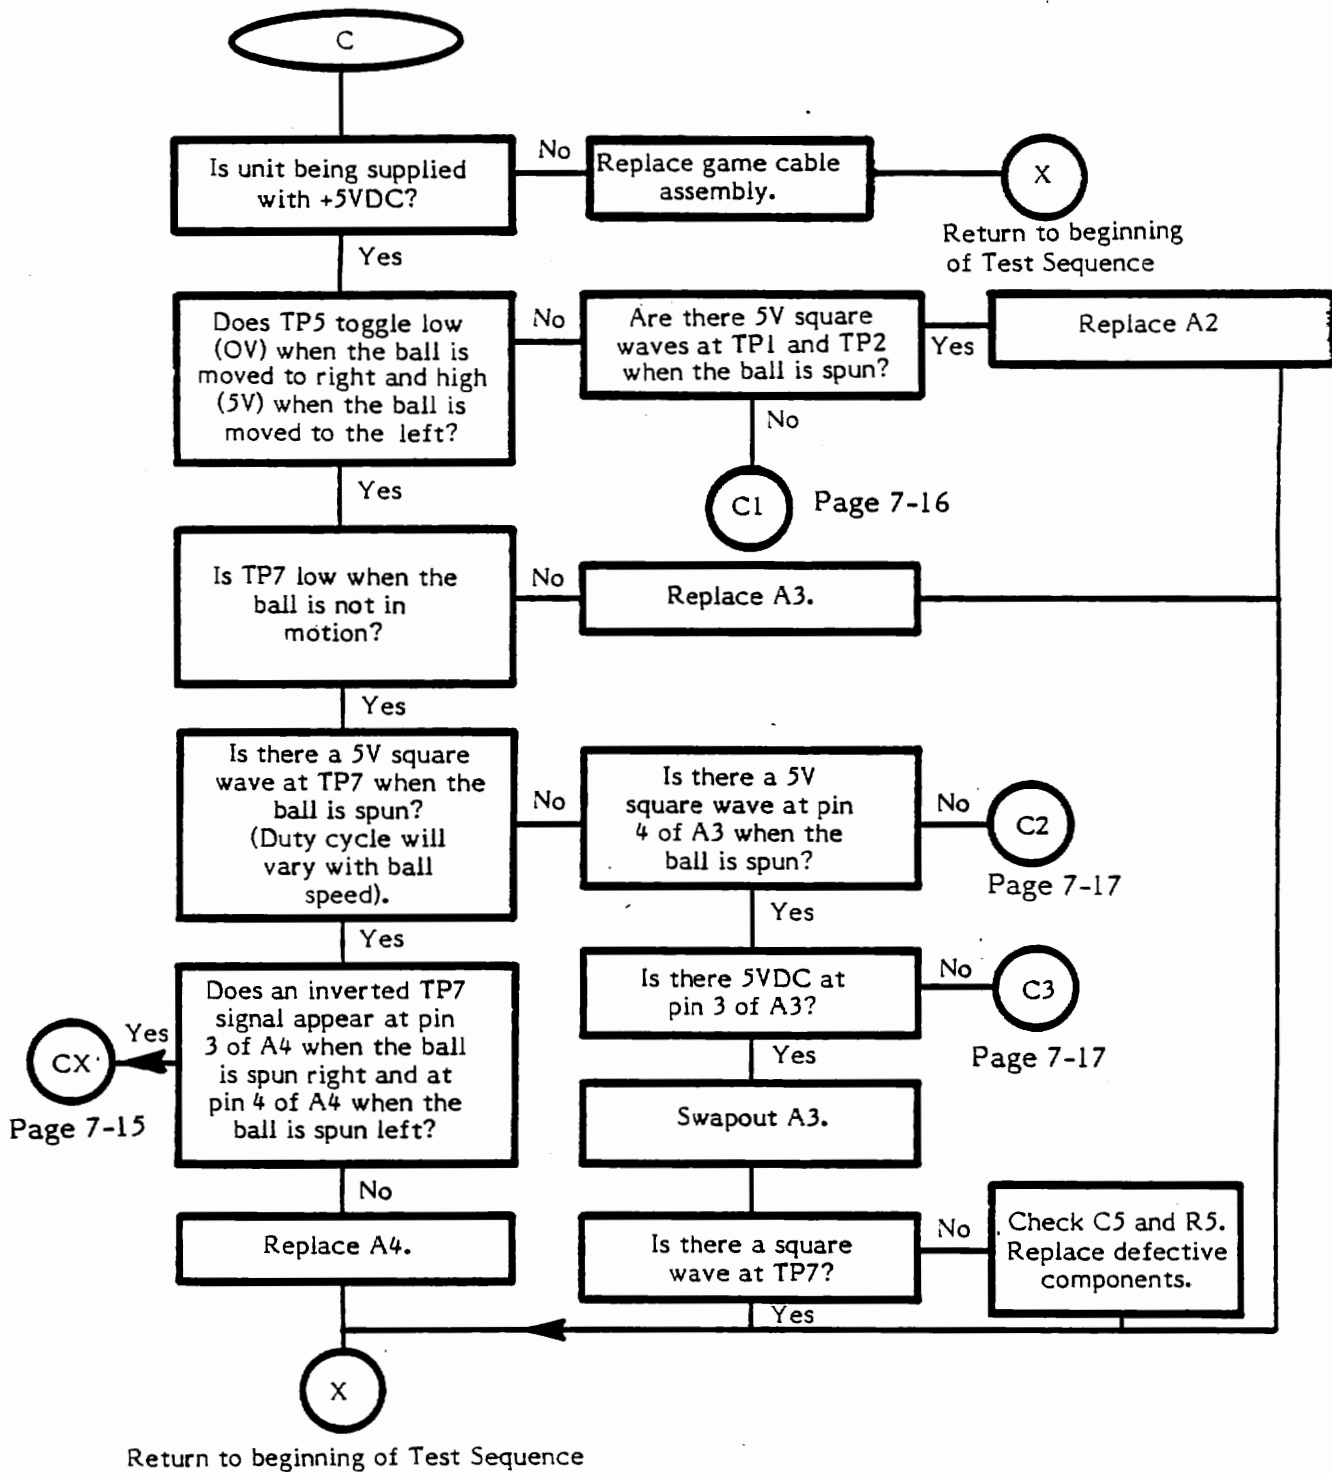 C
Is unit being supplied
with +5VDC?
No
Replace game cable
assembly.
X
Return to beginning
of Test Sequence
Yes
Does TP5 toggle low
(0V) when the ball is
moved to right and high
(5V) when the ball is
moved to the left?
No
Are there 5V square
waves at TP1 and TP2
when the ball is spun?
Yes
Replace A2
No
C1
Page 7-16
Yes
Is TP7 low when the
ball is not in
motion?
No
Replace A3.
Yes
Is there a 5V square
wave at TP7 when the
ball is spun?
(Duty cycle will
vary with ball
speed).
No
Is there a 5V
square wave at pin
4 of A3 when the
ball is spun?
No
C2
Page 7-17
Yes
Yes
Is there 5VDC at
pin 3 of A3?
No
C3
Page 7-17
Does an inverted TP7
signal appear at pin
3 of A4 when the ball
is spun right and at
pin 4 of A4 when the
ball is spun left?
Yes
CX
Page 7-15
Yes
Swapout A3.
No
Replace A4.
Is there a square
wave at TP7?
No
Check C5 and R5.
Replace defective
components.
Yes
X
Return to beginning of Test Sequence